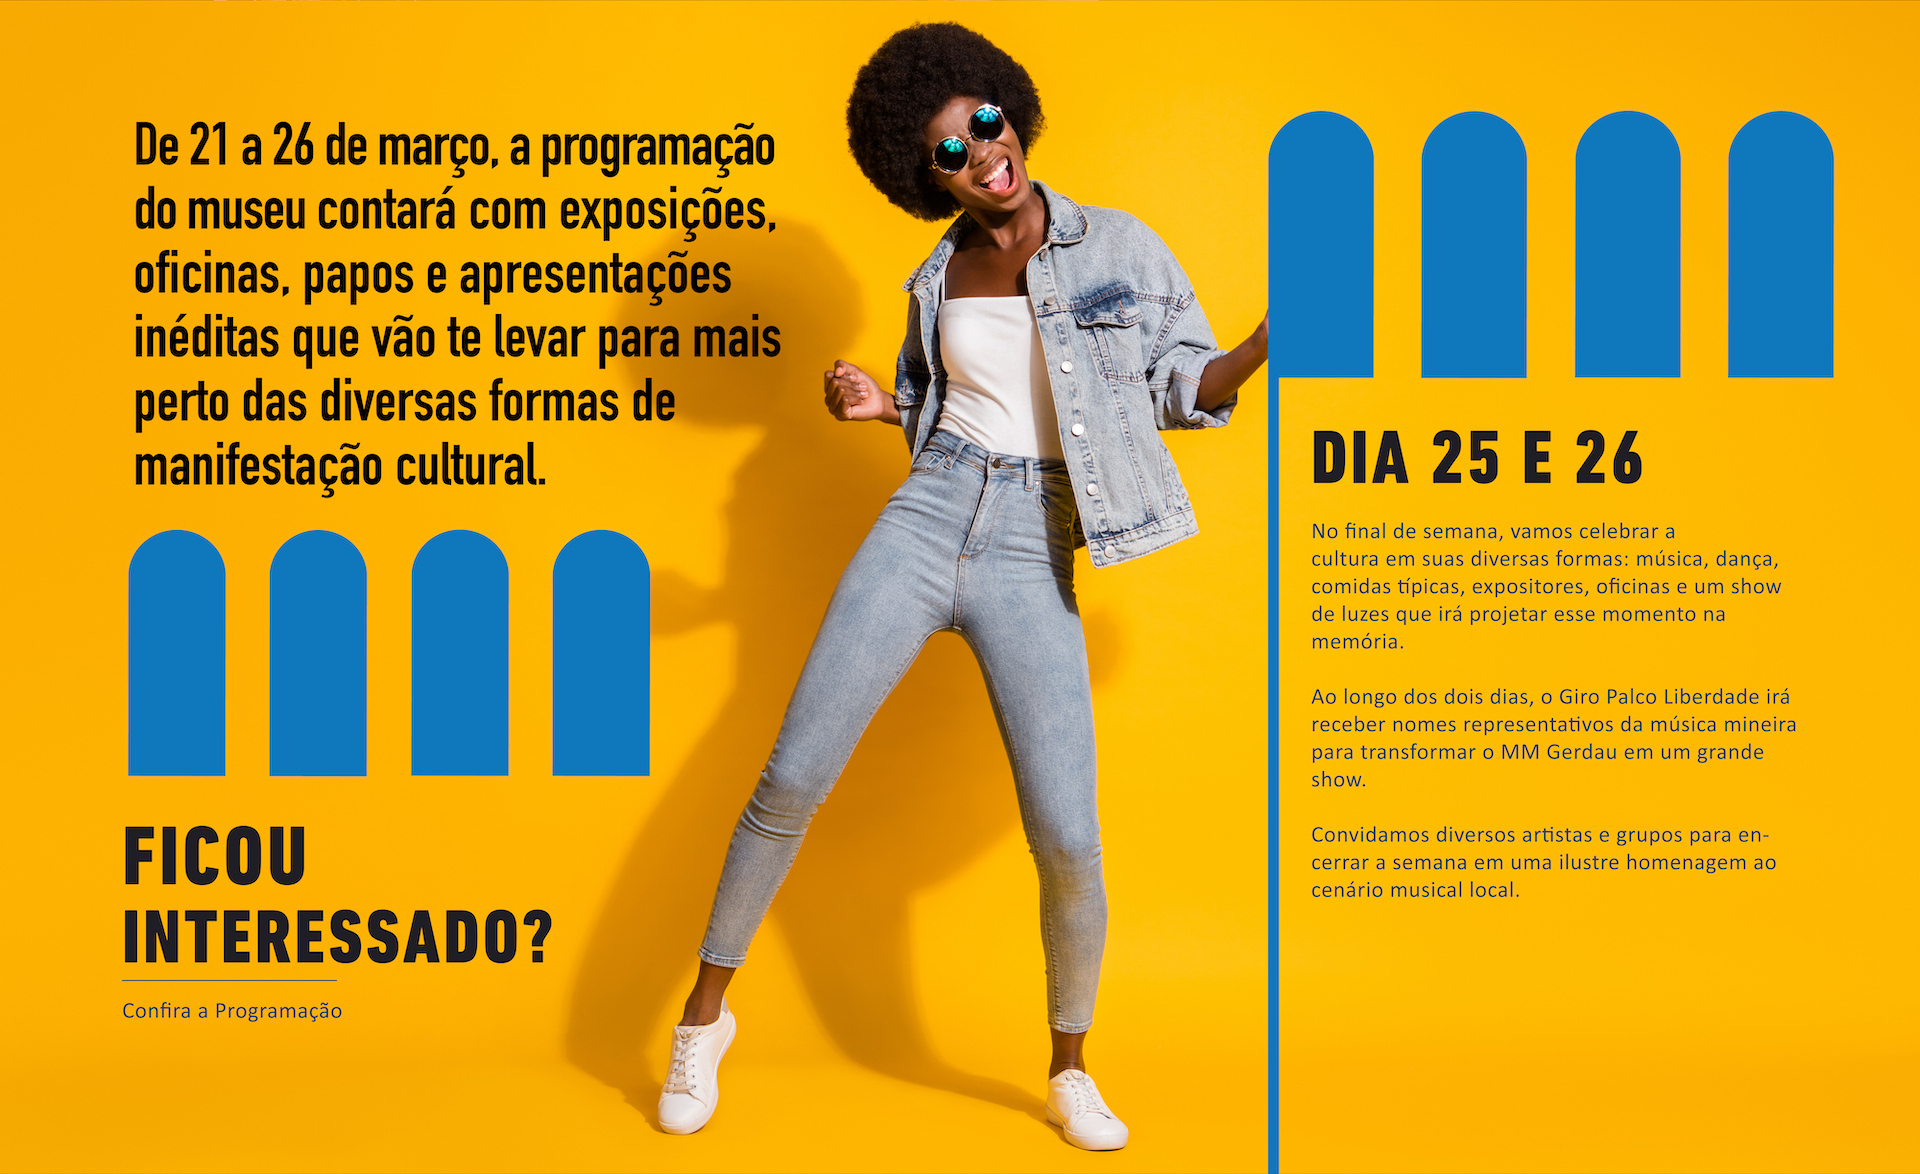 De 21 a 26 de março, a programação
do museu contará com exposições,
oficinas, papos e apresentações
inéditas que vão te levar para mais
perto das diversas formas de
manifestação cultural.
FICOU
INTERESSADO?
Confira a Programação
DIA 25 E 26
No final de semana, vamos celebrar a
cultura em suas diversas formas: música, dança,
comidas típicas, expositores, oficinas e um show
de luzes que irá projetar esse momento na
memória.
Ao longo dos dois dias, o Giro Palco Liberdade irá
receber nomes representativos da música mineira
para transformar o MM Gerdau em um grande
show.
Convidamos diversos artistas e grupos para en-
cerrar a semana em uma ilustre homenagem ao
cenário musical local.